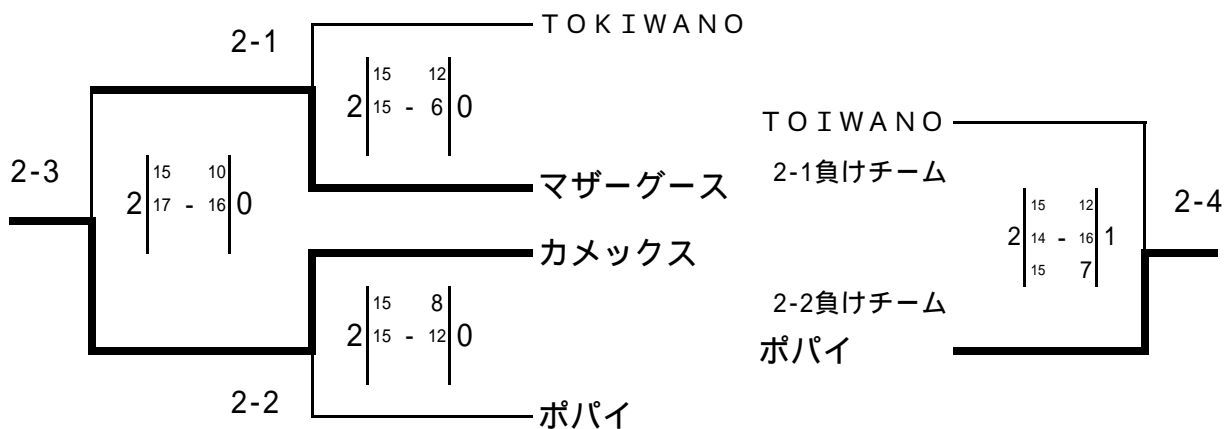 TOKIWANO
2-1
15 12
2 15 - 6 0
マザーグース
2-3
15 10
2 17 - 16 0
カメックス
15 8
2 15 - 12 0
2-2
ポパイ
TOIWANO
2-1負けチーム
15 12
2 14 - 16 1
15 7
2-4
2-2負けチーム
ポパイ